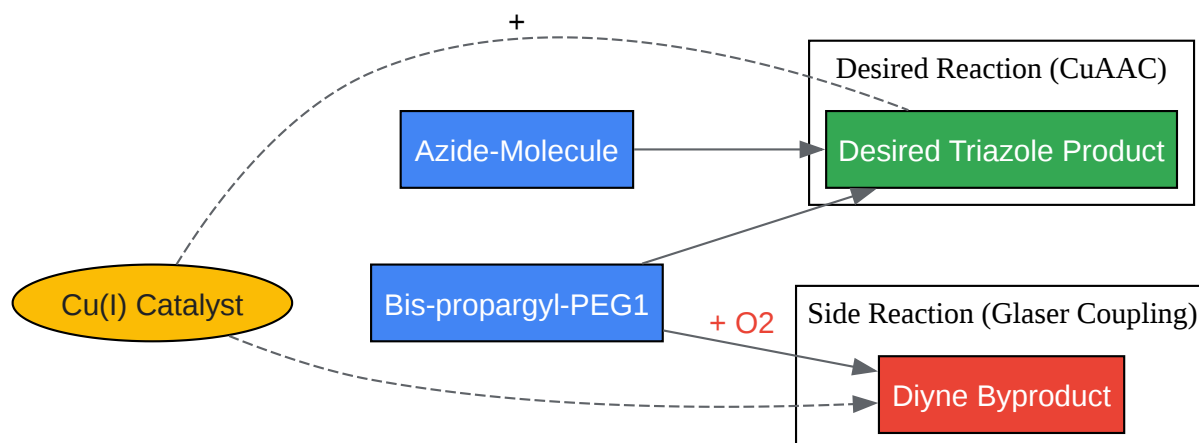 +
Desired Reaction (CuAAC)
Azide-Molecule
Desired Triazole Product
Cu(I) Catalyst
Bis-propargyl-PEG1
+ O2
Side Reaction (Glaser Coupling)
Diyne Byproduct